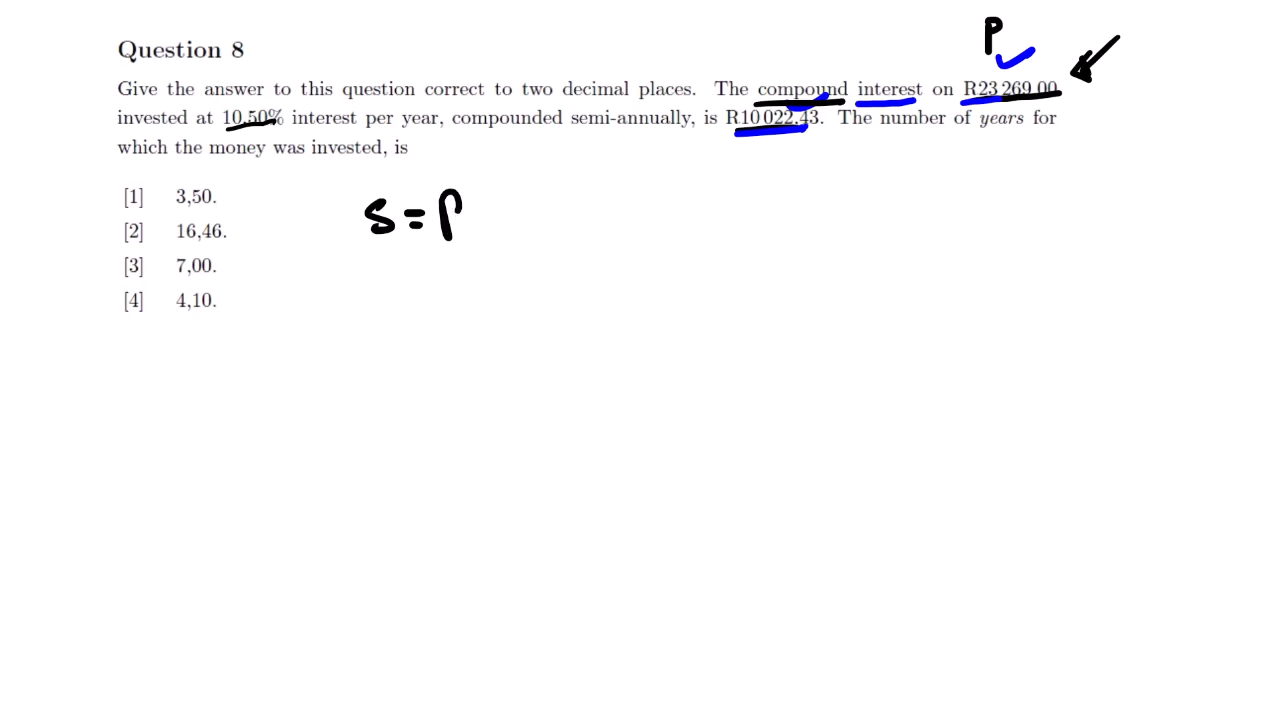 P
Question 8
Give the answer to this question correct to two decimal places. The compound interest on R23 269.00
invested at 10.50% interest per year, compounded semi-annually, is R10 022.43. The number of years for
which the money was invested, is
[1] 3,50.
S = P
[2] 16,46.
[3] 7,00.
[4] 4,10.